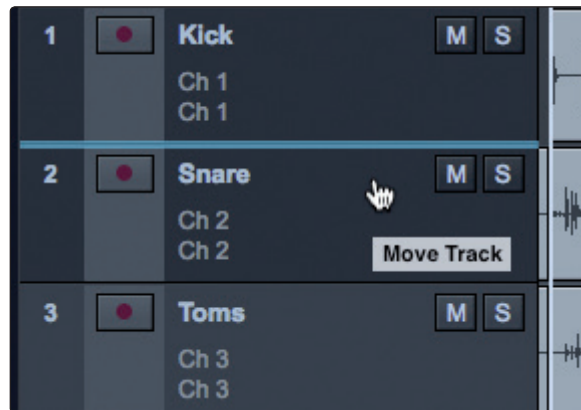 1 Kick M S
Ch 1
Ch 1
2 Snare M S
Ch 2
Ch 2
Move Track
3 Toms M S
Ch 3
Ch 3